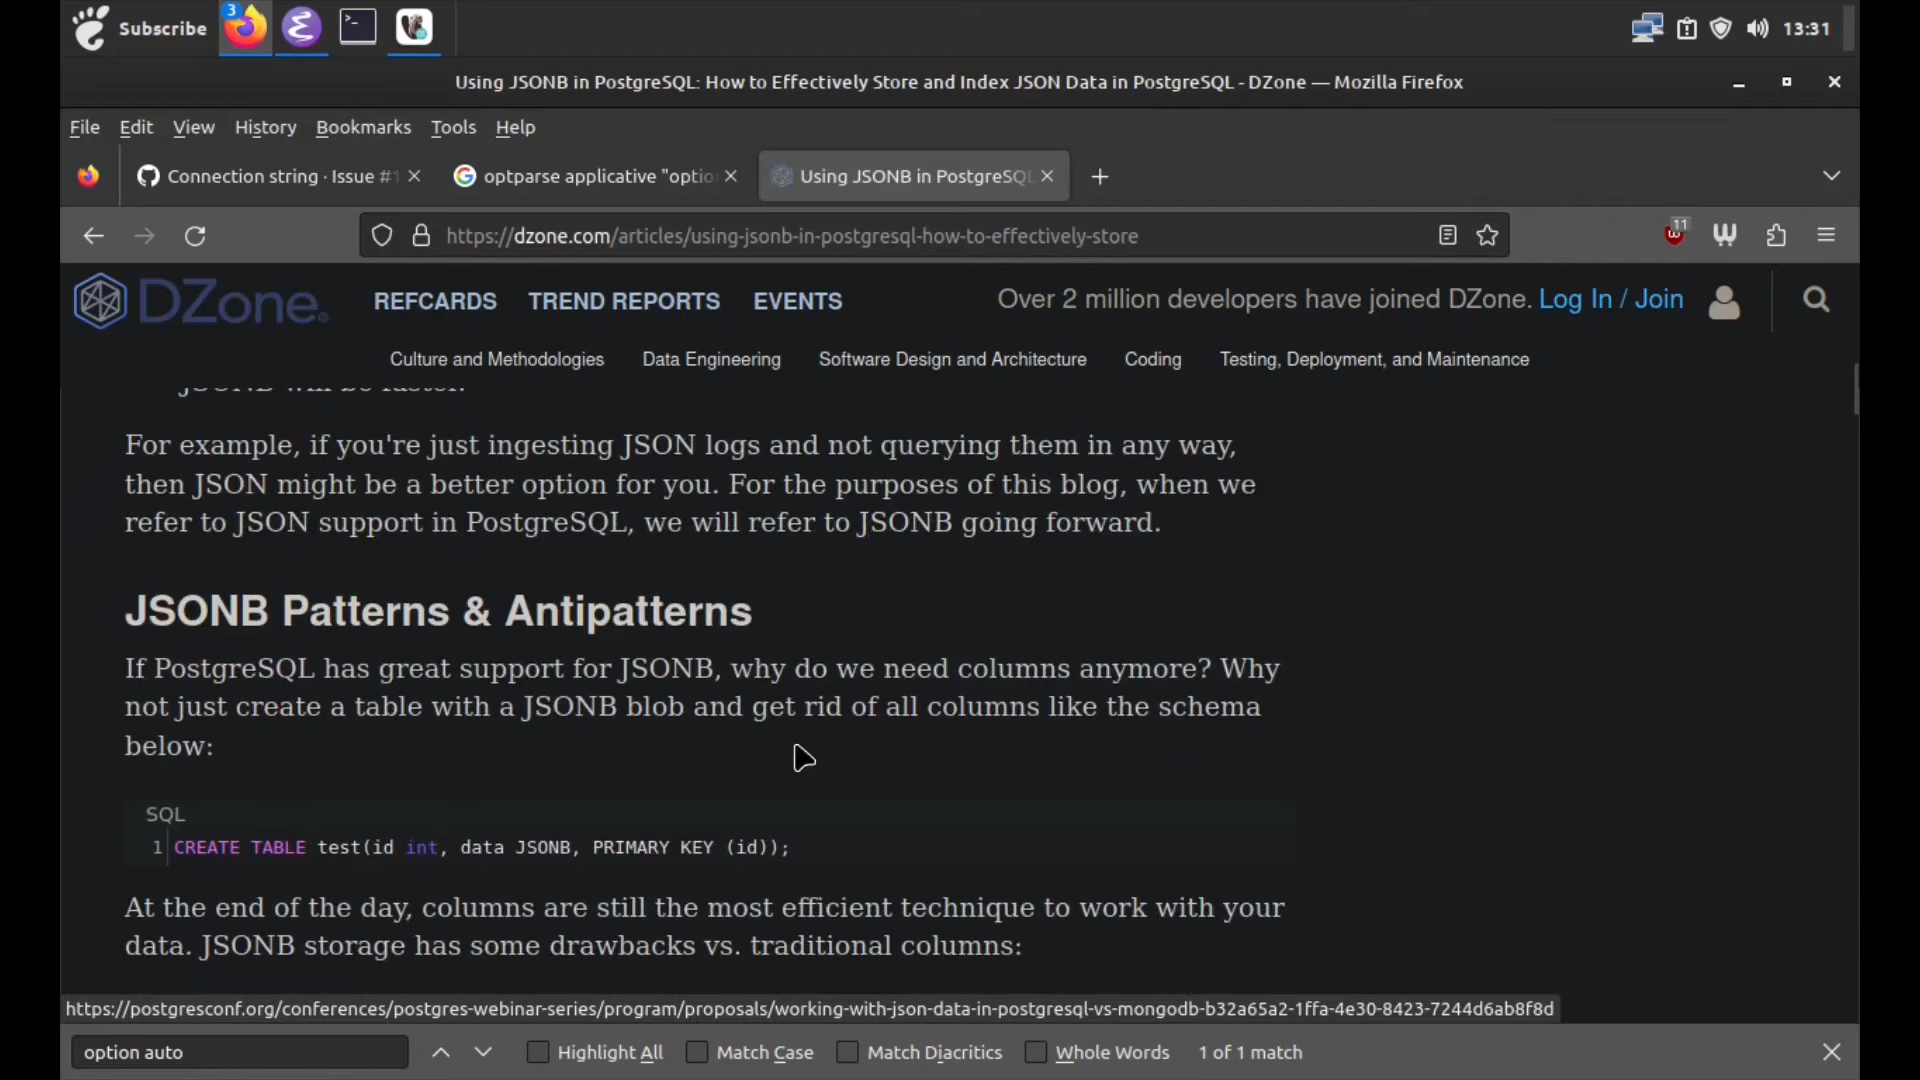 Subscribe
3
13:31
Using JSONB in PostgreSQL: How to Effectively Store and Index JSON Data in PostgreSQL - DZone — Mozilla Firefox
File Edit View History Bookmarks Tools Help
Connection string · Issue #1
optparse applicative "optio
Using JSONB in PostgreSQL
https://dzone.com/articles/using-jsonb-in-postgresql-how-to-effectively-store
11
DZone.
REFCARDS TREND REPORTS EVENTS
Over 2 million developers have joined DZone. Log In / Join
Culture and Methodologies Data Engineering Software Design and Architecture Coding Testing, Deployment, and Maintenance
JSONB will be faster.
For example, if you're just ingesting JSON logs and not querying them in any way,
then JSON might be a better option for you. For the purposes of this blog, when we
refer to JSON support in PostgreSQL, we will refer to JSONB going forward.
JSONB Patterns & Antipatterns
If PostgreSQL has great support for JSONB, why do we need columns anymore? Why
not just create a table with a JSONB blob and get rid of all columns like the schema
below:
SQL
1 CREATE TABLE test(id int, data JSONB, PRIMARY KEY (id));
At the end of the day, columns are still the most efficient technique to work with your
data. JSONB storage has some drawbacks vs. traditional columns:
https://postgresconf.org/conferences/postgres-webinar-series/program/proposals/working-with-json-data-in-postgresql-vs-mongodb-b32a65a2-1ffa-4e30-8423-7244d6ab8f8d
option auto
Highlight All Match Case Match Diacritics Whole Words 1 of 1 match